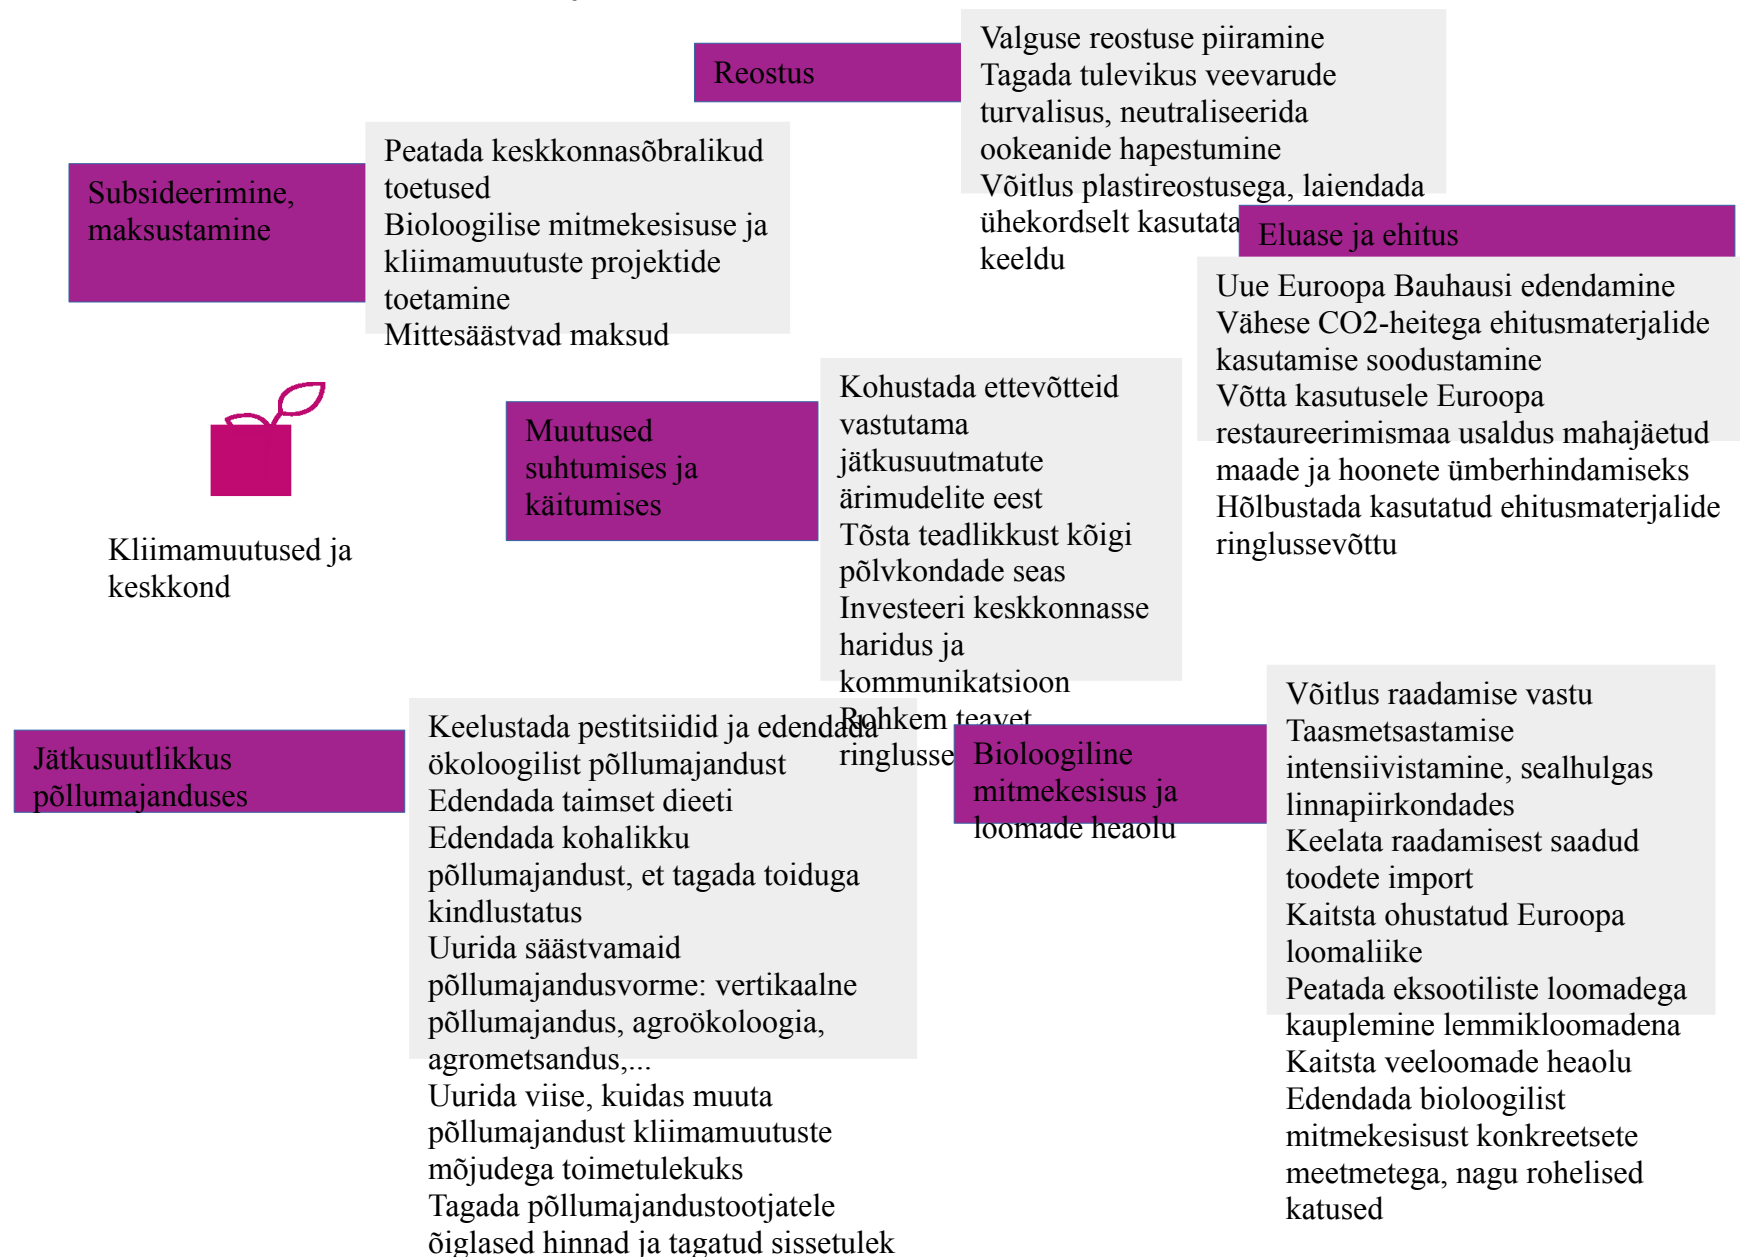 Reostus
Valguse reostuse piiramine
Tagada tulevikus veevarude
turvalisus, neutraliseerida
ookeanide hapestumine
Võitlus plastireostusega, laiendada
ühekordselt kasutata
keeldu
Subsideerimine,
maksustamine
Peatada keskkonnasõbralikud
toetused
Bioloogilise mitmekesisuse ja
kliimamuutuste projektide
toetamine
Mittesäästvad maksud
Eluase ja ehitus
Uue Euroopa Bauhausi edendamine
Vähese CO2-heitega ehitusmaterjalide
kasutamise soodustamine
Võtta kasutusele Euroopa
restaureerimismaa usaldus mahajäetud
maade ja hoonete ümberhindamiseks
Hõlbustada kasutatud ehitusmaterjalide
ringlussevõttu
Kliimamuutused ja
keskkond
Muutused
suhtumises ja
käitumises
Kohustada ettevõtteid
vastutama
jätkusuutmatute
ärimudelite eest
Tõsta teadlikkust kõigi
põlvkondade seas
Investeeri keskkonnasse
haridus ja
kommunikatsioon
Rohkem teavet
ringlusse
Jätkusuutlikkus
põllumajanduses
Keelustada pestitsiidid ja edendada
ökoloogilist põllumajandust
Edendada taimset dieeti
Edendada kohalikku
põllumajandust, et tagada toiduga
kindlustatus
Uurida säästvamaid
põllumajandusvorme: vertikaalne
põllumajandus, agroökoloogia,
agrometsandus,...
Uurida viise, kuidas muuta
põllumajandust kliimamuutuste
mõjudega toimetulekuks
Tagada põllumajandustootjatele
õiglased hinnad ja tagatud sissetulek
Bioloogiline
mitmekesisus ja
loomade heaolu
Võitlus raadamise vastu
Taasmetsastamise
intensiivistamine, sealhulgas
linnapiirkondades
Keelata raadamisest saadud
toodete import
Kaitsta ohustatud Euroopa
loomaliike
Peatada eksootiliste loomadega
kauplemine lemmikloomadena
Kaitsta veeloomade heaolu
Edendada bioloogilist
mitmekesisust konkreetsete
meetmetega, nagu rohelised
katused